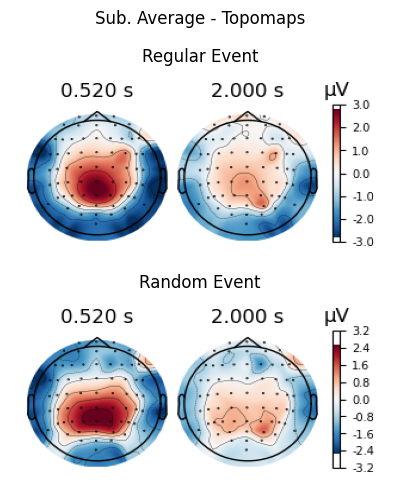 Sub. Average - Topomaps
Regular Event
0.520 s
2.000 s
μV
3.0
2.0
1.0
0.0
-1.0
-2.0
-3.0
Random Event
0.520 s
2.000 s
μV
3.2
2.4
1.6
0.8
0.0
-0.8
-1.6
-2.4
-3.2